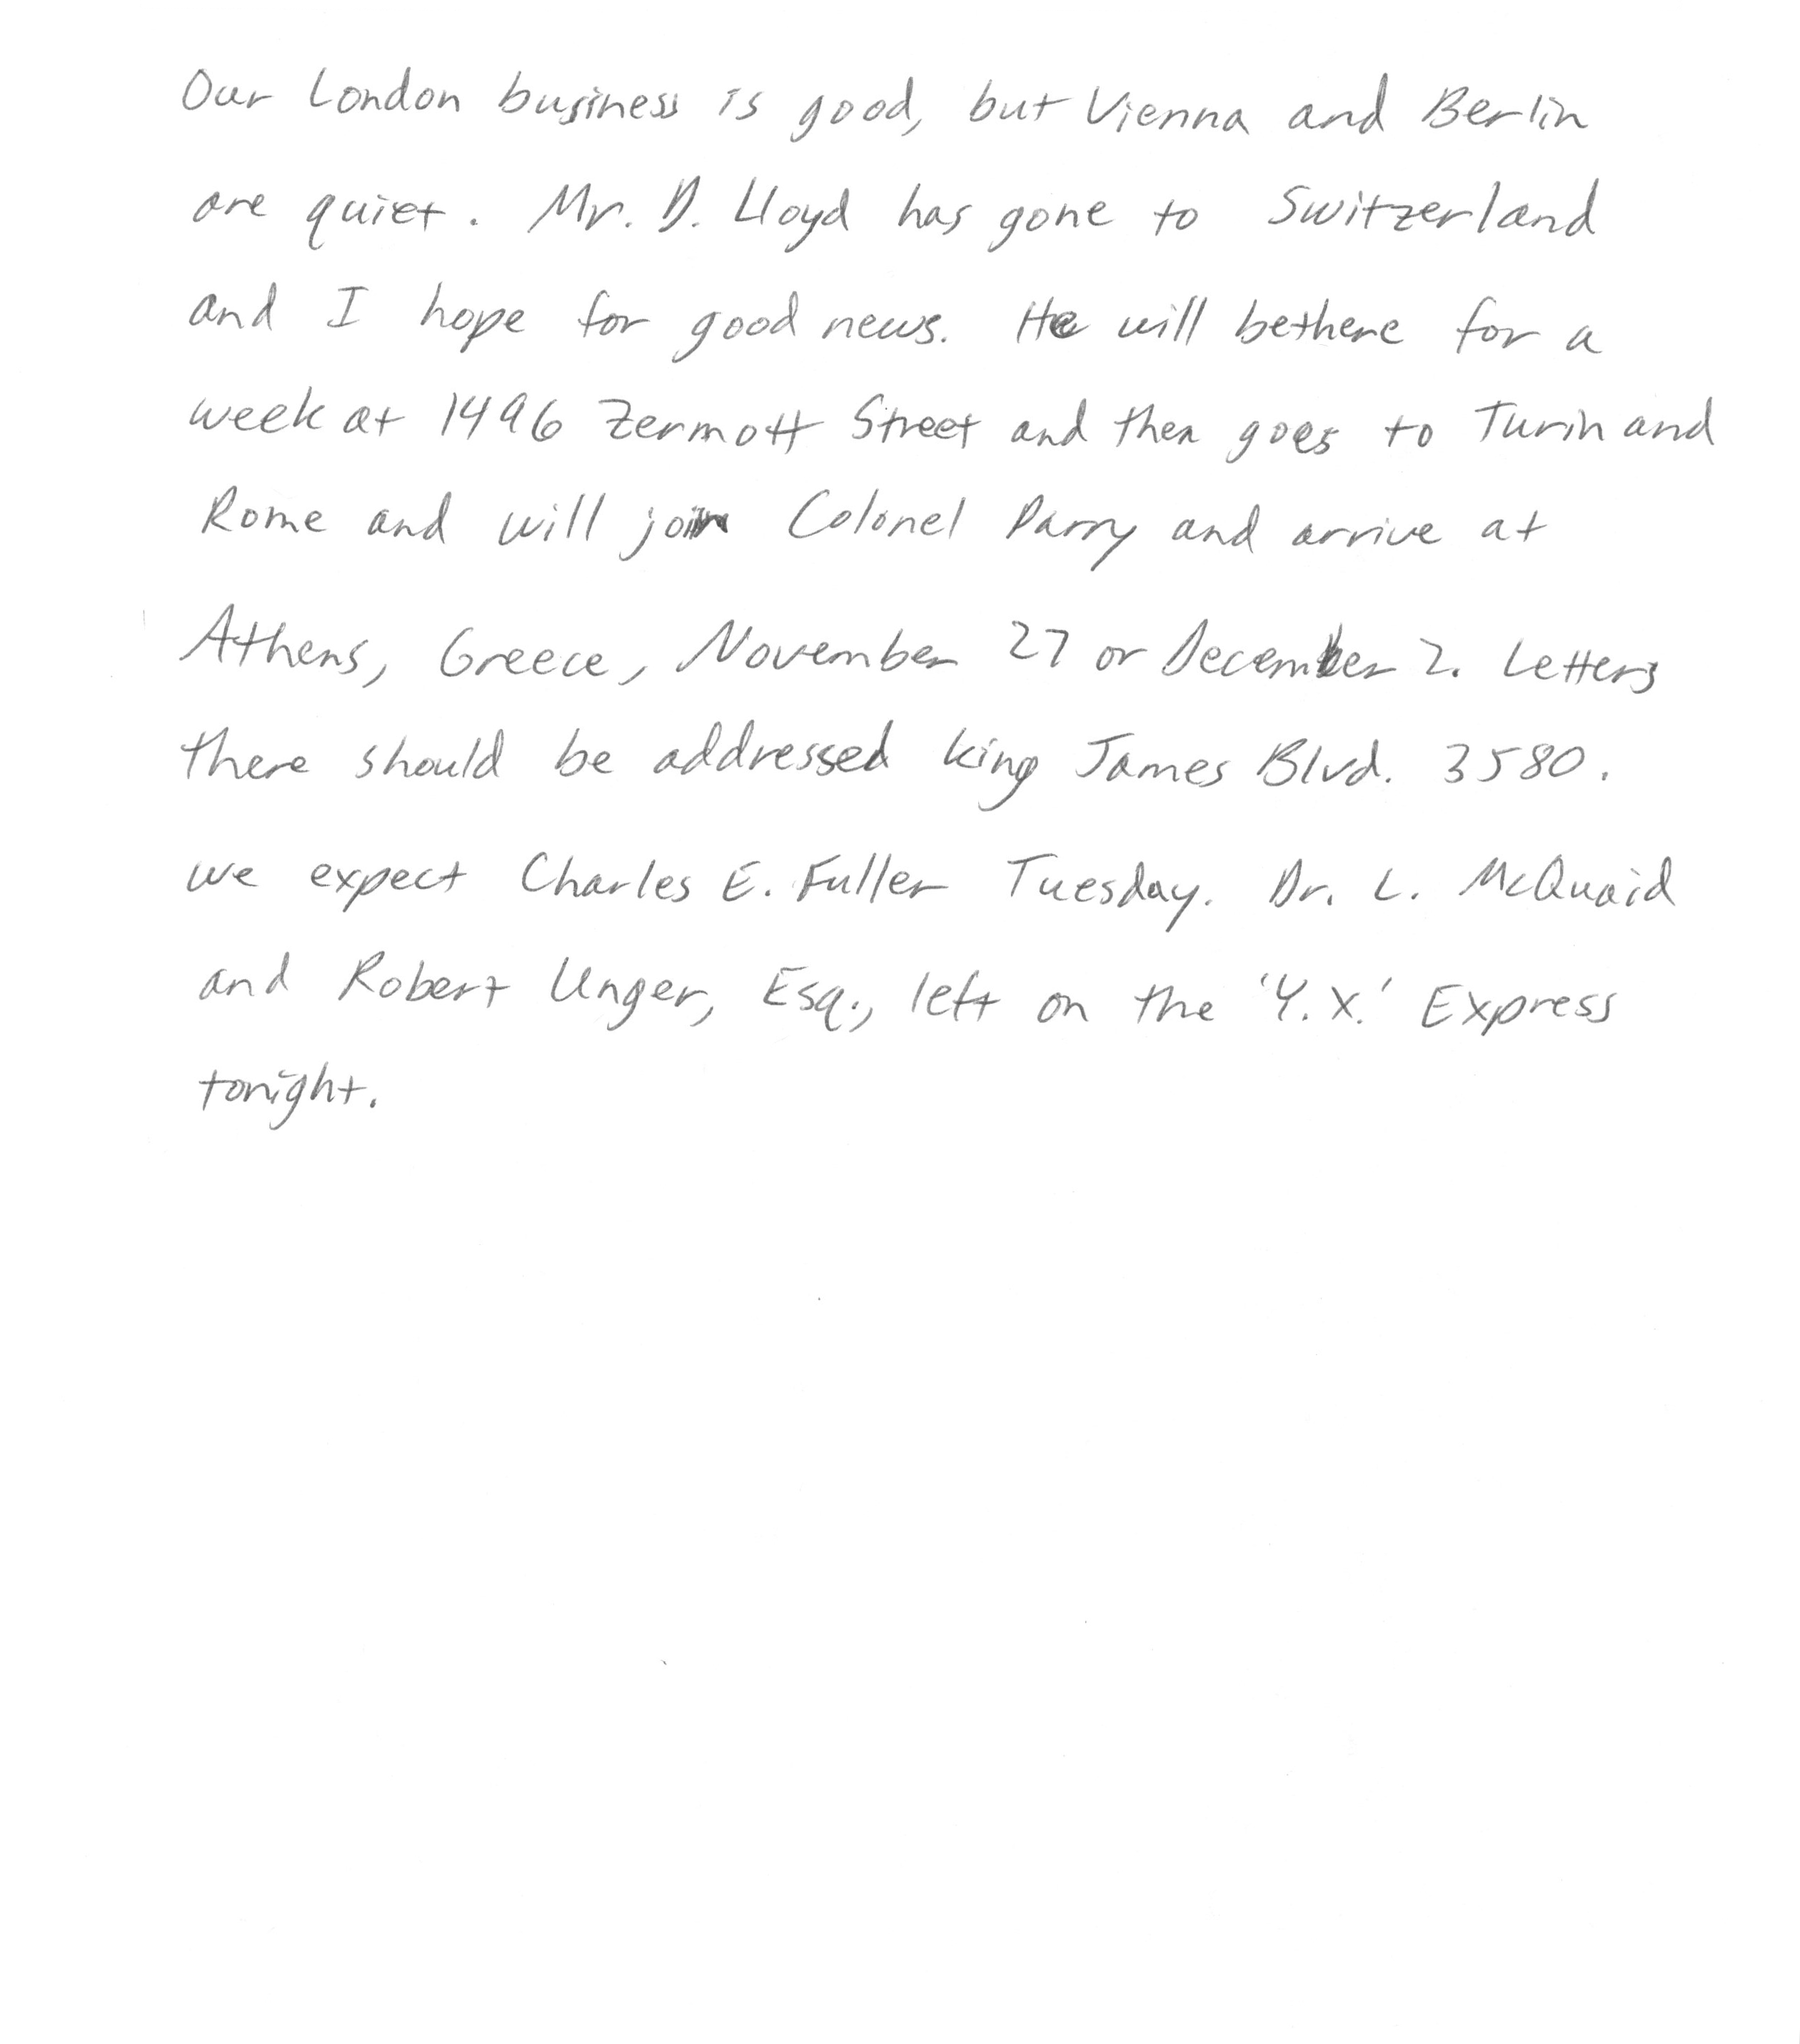 Our London business is good, but Vienna and Berlin
are quiet. Mr. D. Lloyd has gone to Switzerland
and I hope for good news. He will bethere for a
week at 1496 Zermott Street and then goes to Turin and
Rome and will join Colonel Parry and arrive at
Athens, Greece, November 27 or December 2. Letters
there should be addressed King James Blvd. 3580.
We expect Charles E. Fuller Tuesday. Dr. L. McQuaid
and Robert Unger, Esq., left on the 'Y.X.' Express
tonight.